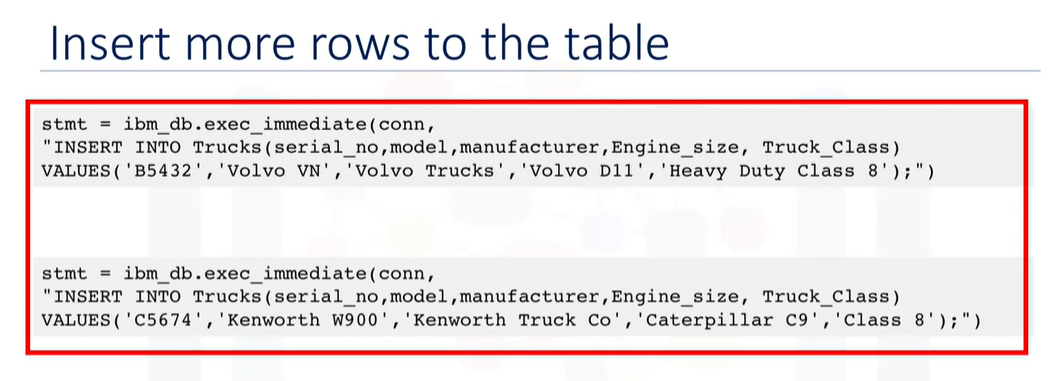 Insert more rows to the table
stmt = ibm_db.exec_immediate(conn,
"INSERT INTO Trucks(serial_no,model,manufacturer,Engine_size, Truck_Class)
VALUES('B5432','Volvo VN','Volvo Trucks','Volvo D11','Heavy Duty Class 8');")
stmt = ibm_db.exec_immediate(conn,
"INSERT INTO Trucks(serial_no,model,manufacturer,Engine_size, Truck_Class)
VALUES('C5674','Kenworth W900','Kenworth Truck Co','Caterpillar C9','Class 8');")